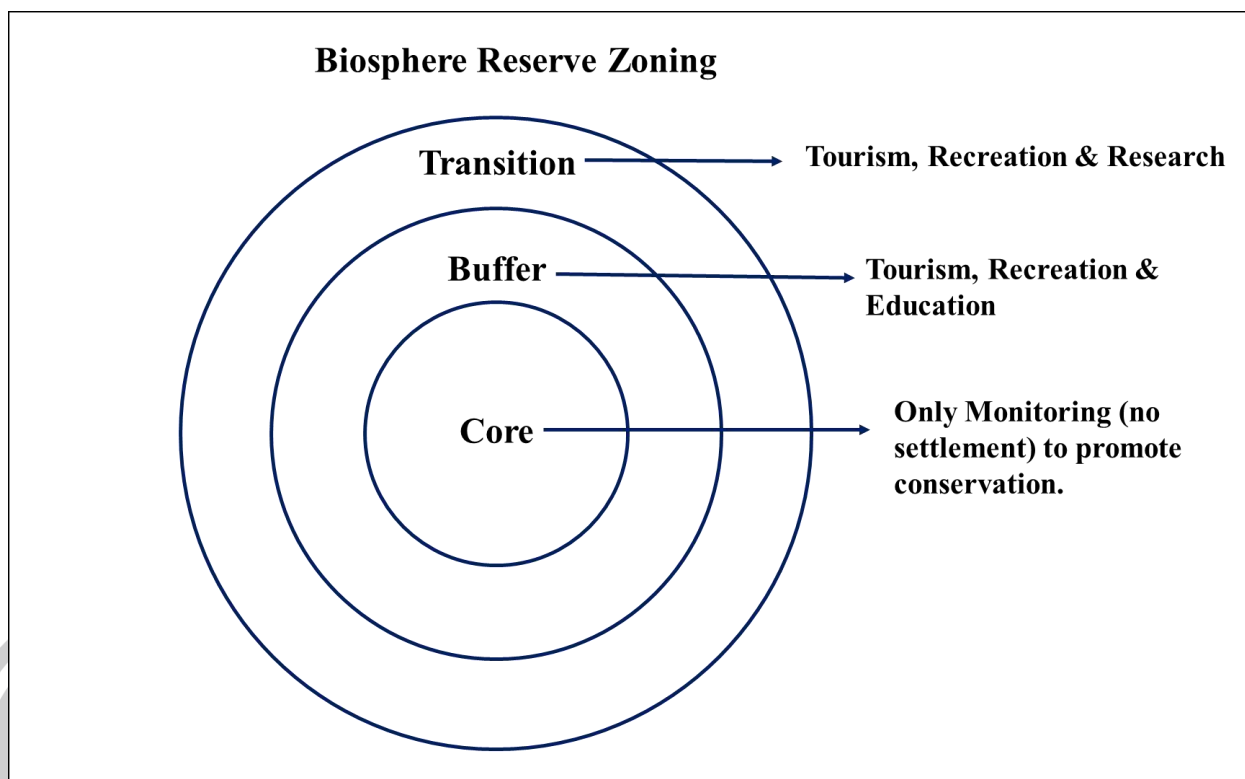 Biosphere Reserve Zoning
Transition
Tourism, Recreation & Research
Buffer
Tourism, Recreation &
Education
Core
Only Monitoring (no
settlement) to promote
conservation.